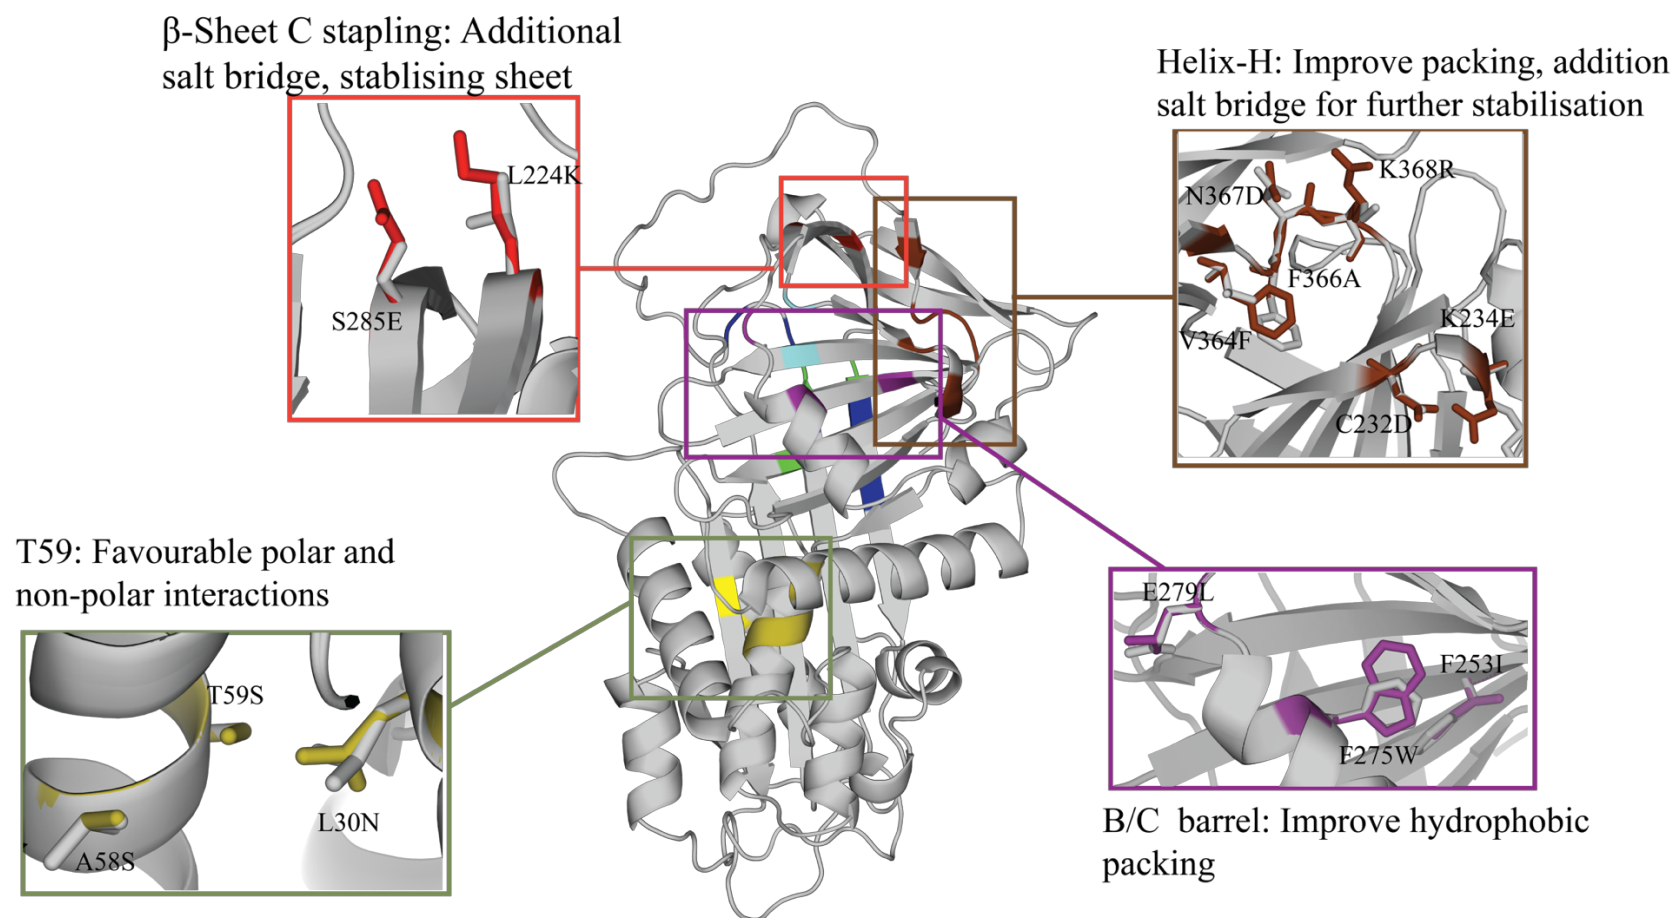 β-Sheet C stapling: Additional
salt bridge, stablising sheet
L224K
S285E
Helix-H: Improve packing, addition
salt bridge for further stabilisation
K368R
N367D
F366A
K234E
V364F
C232D
T59: Favourable polar and
non-polar interactions
T59S
L30N
A58S
E279L
F253I
F275W
B/C barrel: Improve hydrophobic
packing